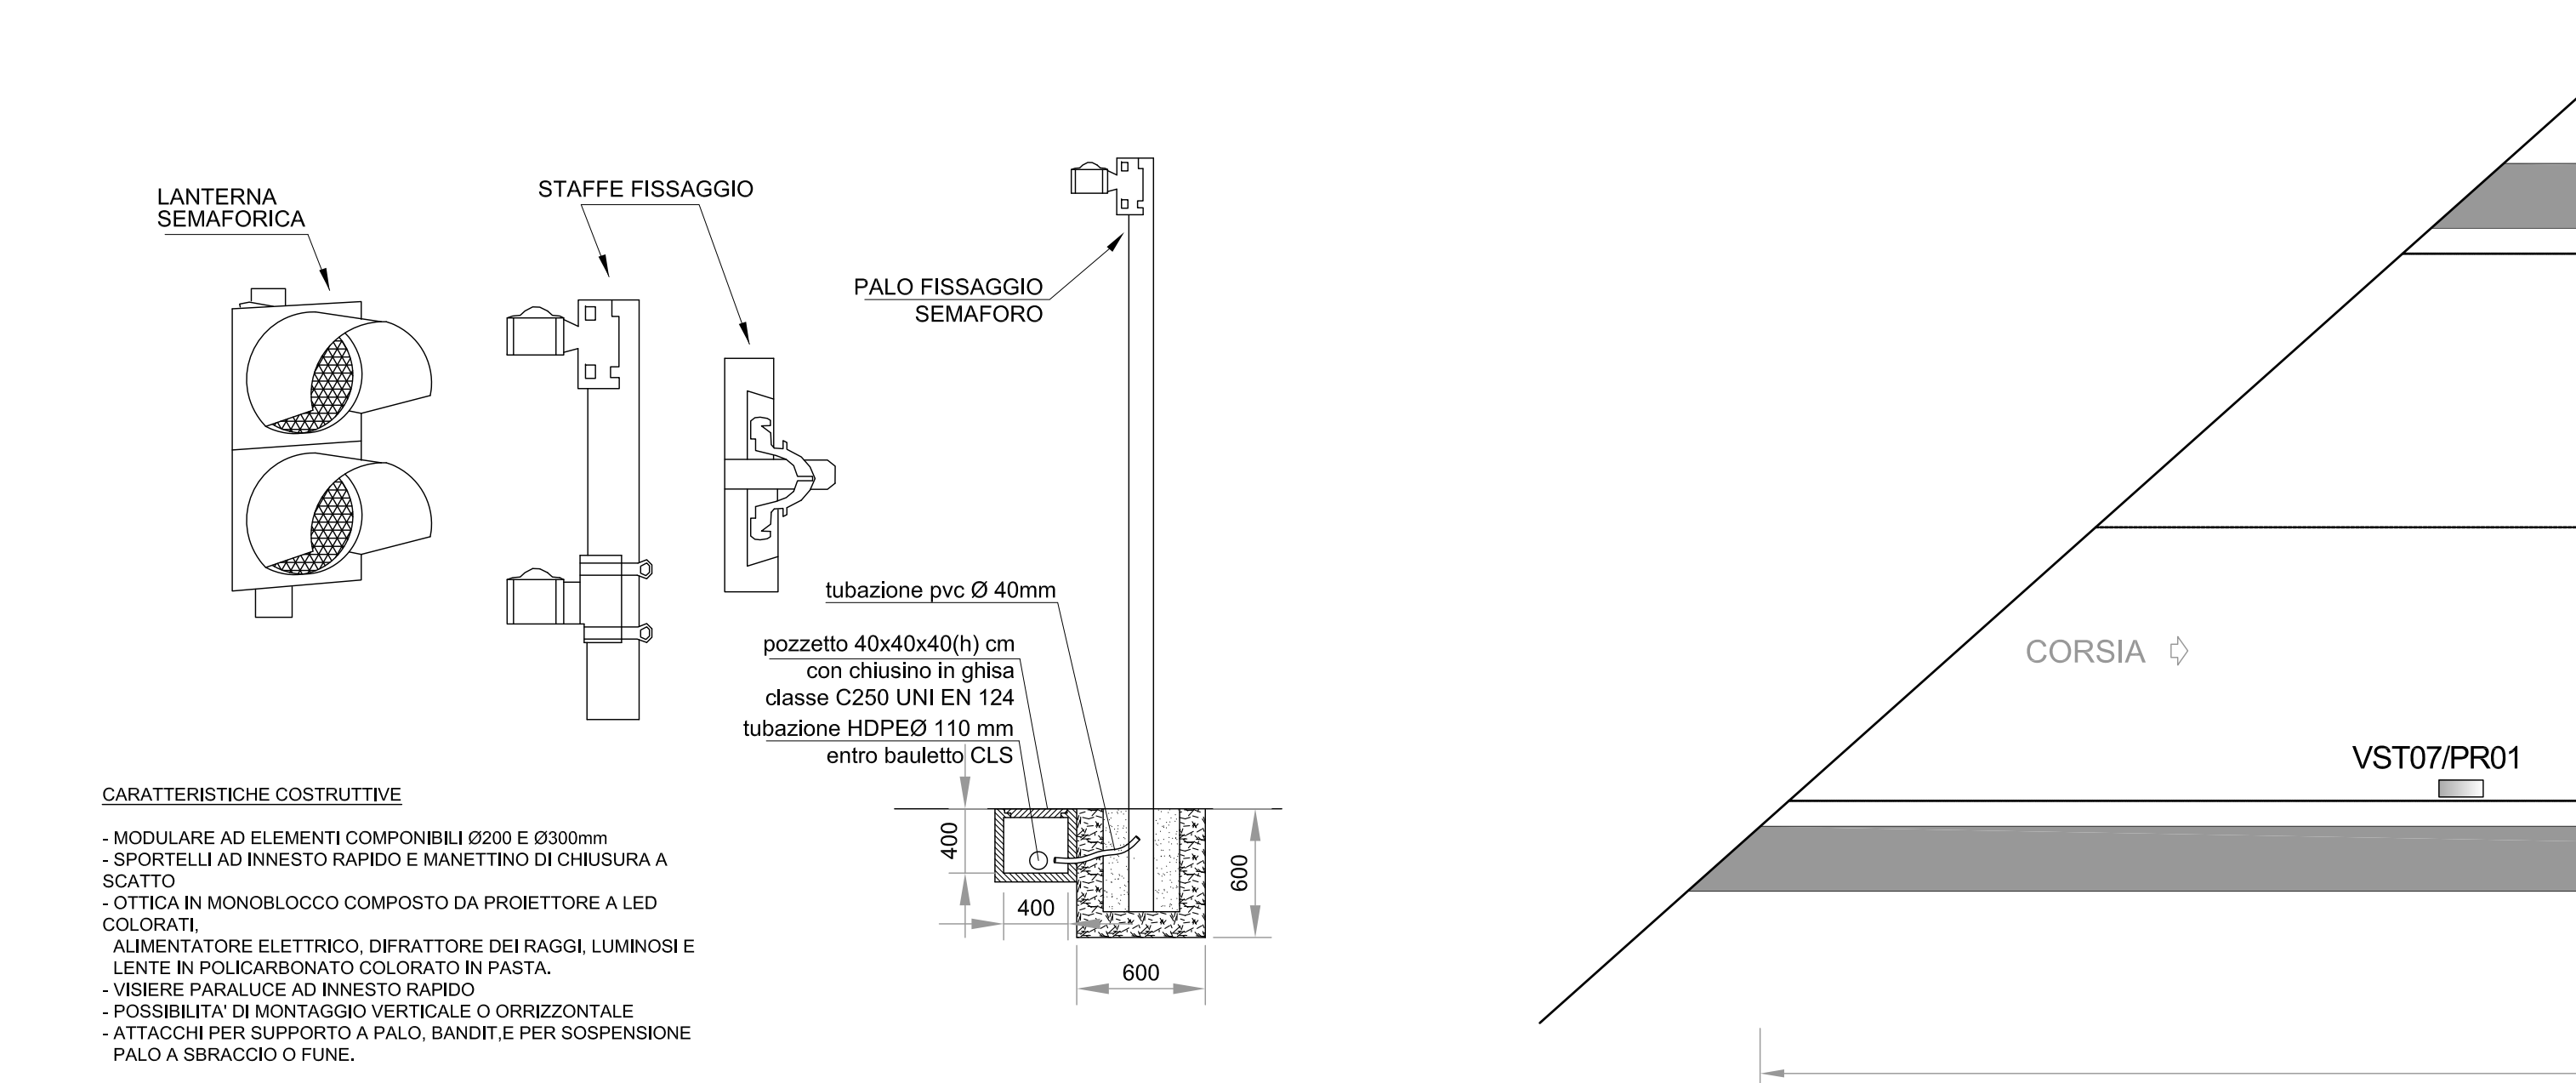 LANTERNA
SEMAFORICA
STAFFE FISSAGGIO
PALO FISSAGGIO
SEMAFORO
tubazione pvc Ø 40mm
pozzetto 40x40x40(h) cm
con chiusino in ghisa
classe C250 UNI EN 124
tubazione HDPEØ 110 mm
entro bauletto CLS
400
400
600
600
CARATTERISTICHE COSTRUTTIVE
- MODULARE AD ELEMENTI COMPONIBILI Ø200 E Ø300mm
- SPORTELLI AD INNESTO RAPIDO E MANETTINO DI CHIUSURA A
SCATTO
- OTTICA IN MONOBLOCCO COMPOSTO DA PROIETTORE A LED
COLORATI,
ALIMENTATORE ELETTRICO, DIFRATTORE DEI RAGGI, LUMINOSI E
LENTE IN POLICARBONATO COLORATO IN PASTA.
- VISIERE PARALUCE AD INNESTO RAPIDO
- POSSIBILITA' DI MONTAGGIO VERTICALE O ORRIZZONTALE
- ATTACCHI PER SUPPORTO A PALO, BANDIT,E PER SOSPENSIONE
PALO A SBRACCIO O FUNE.
CORSIA
VST07/PR01